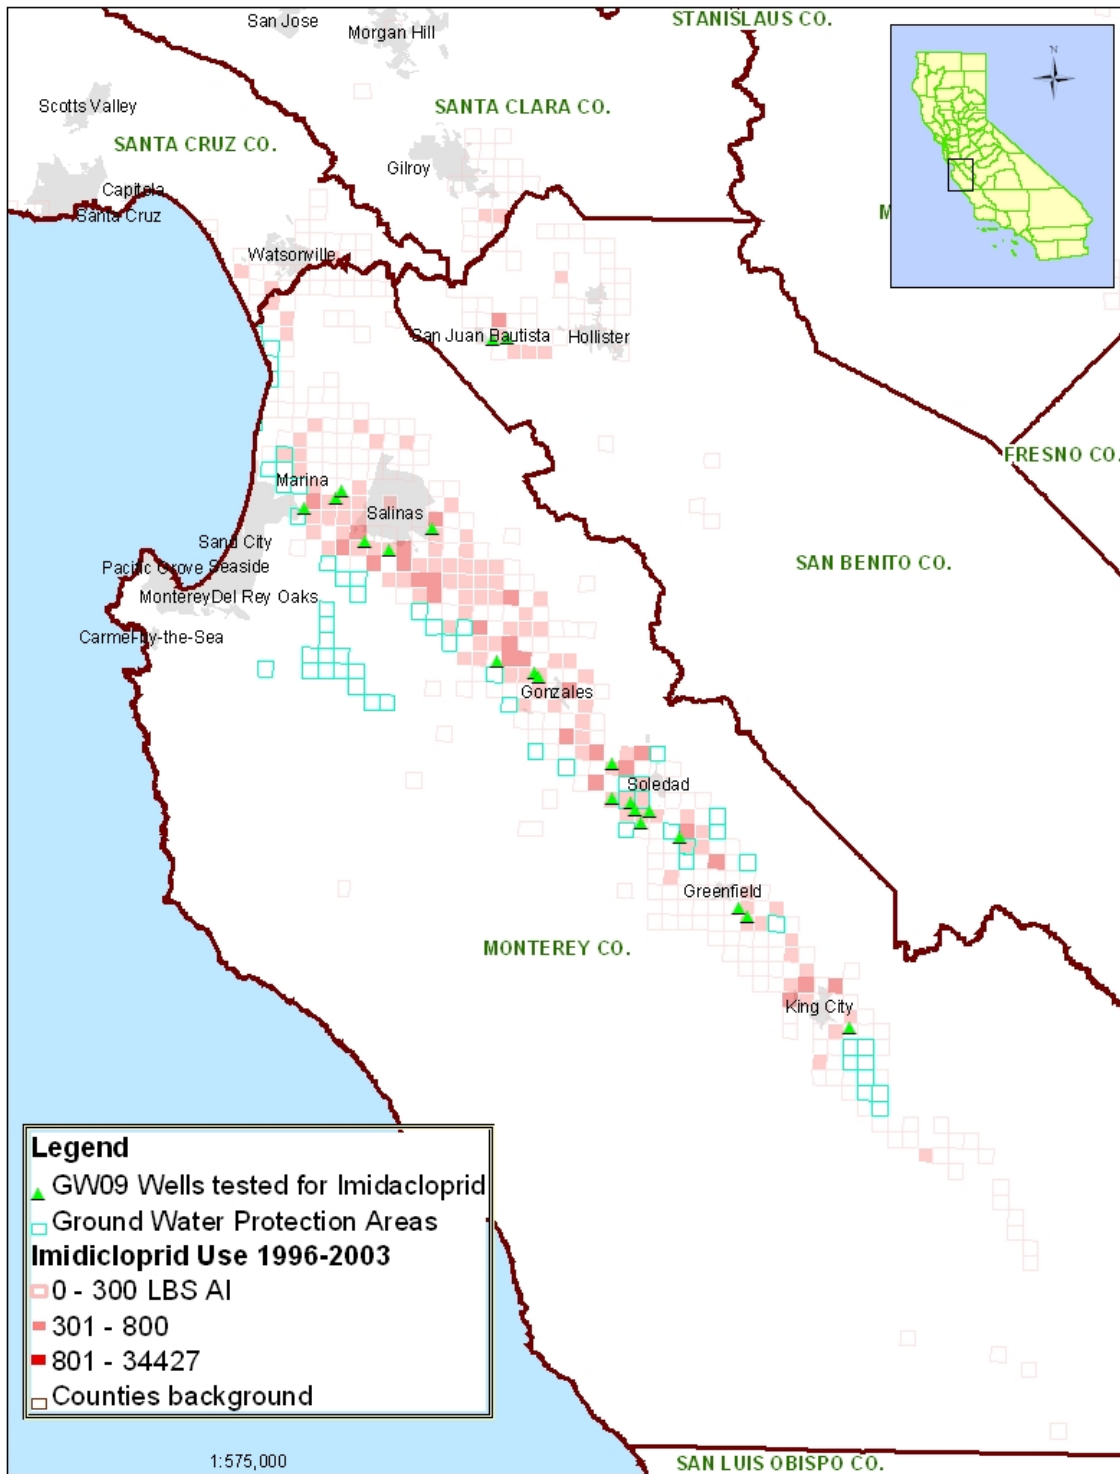 San Jose
STANISLAUS CO.
Morgan Hill
N
Scotts Valley
SANTA CLARA CO.
SANTA CRUZ CO.
Gilroy
Capitola
Santa Cruz
M
Watsonville
San Juan Bautista
Hollister
FRESNO CO.
Marina
Salinas
Sand City
SAN BENITO CO.
Pacific Grove Seaside
MontereyDel Rey Oaks
Carmel-by-the-Sea
Gonzales
Soledad
Greenfield
MONTEREY CO.
King City
Legend
GW09 Wells tested for Imidacloprid
Ground Water Protection Areas
Imidicloprid Use 1996-2003
0 - 300 LBS AI
301 - 800
801 - 34427
Counties background
1:575,000
SAN LUIS OBISPO CO.